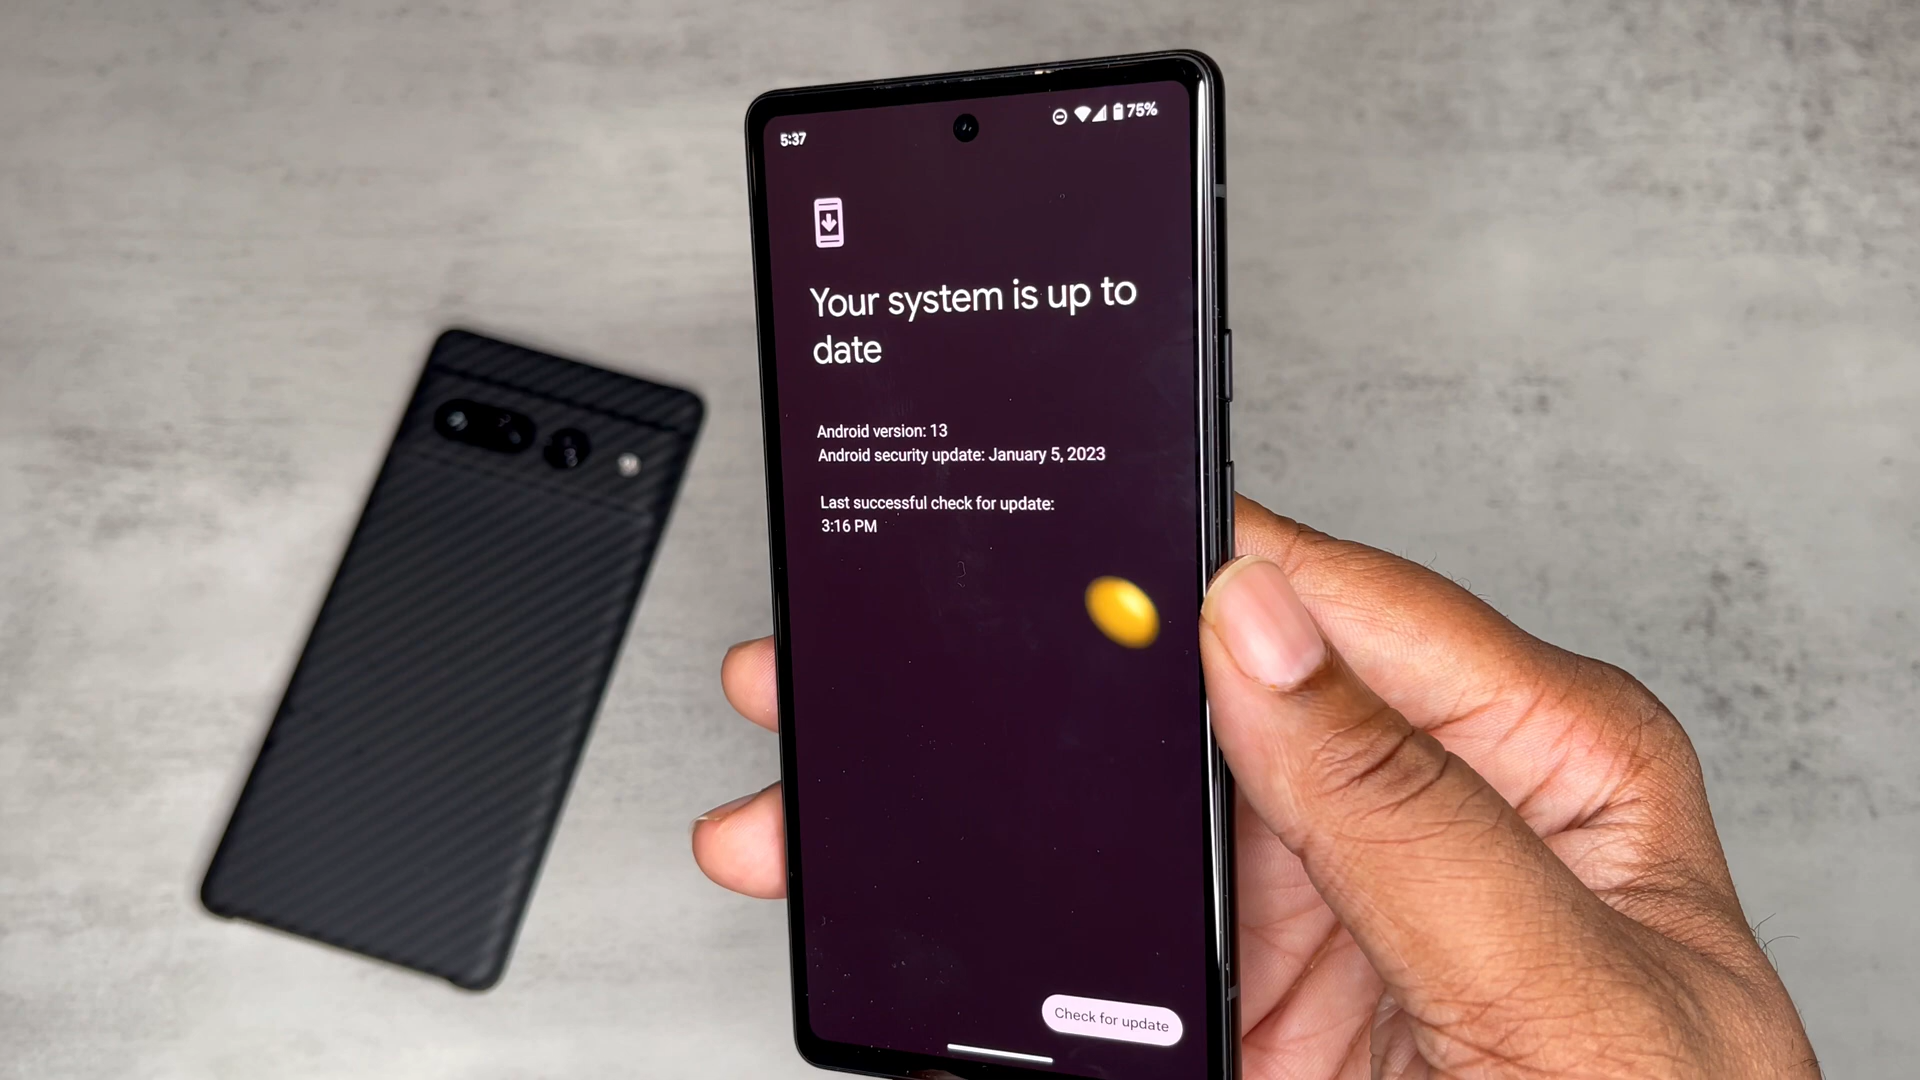 5:37
75%
Your system is up to
date
Android version: 13
Android security update: January 5, 2023
Last successful check for update:
3:16 PM
Check for update